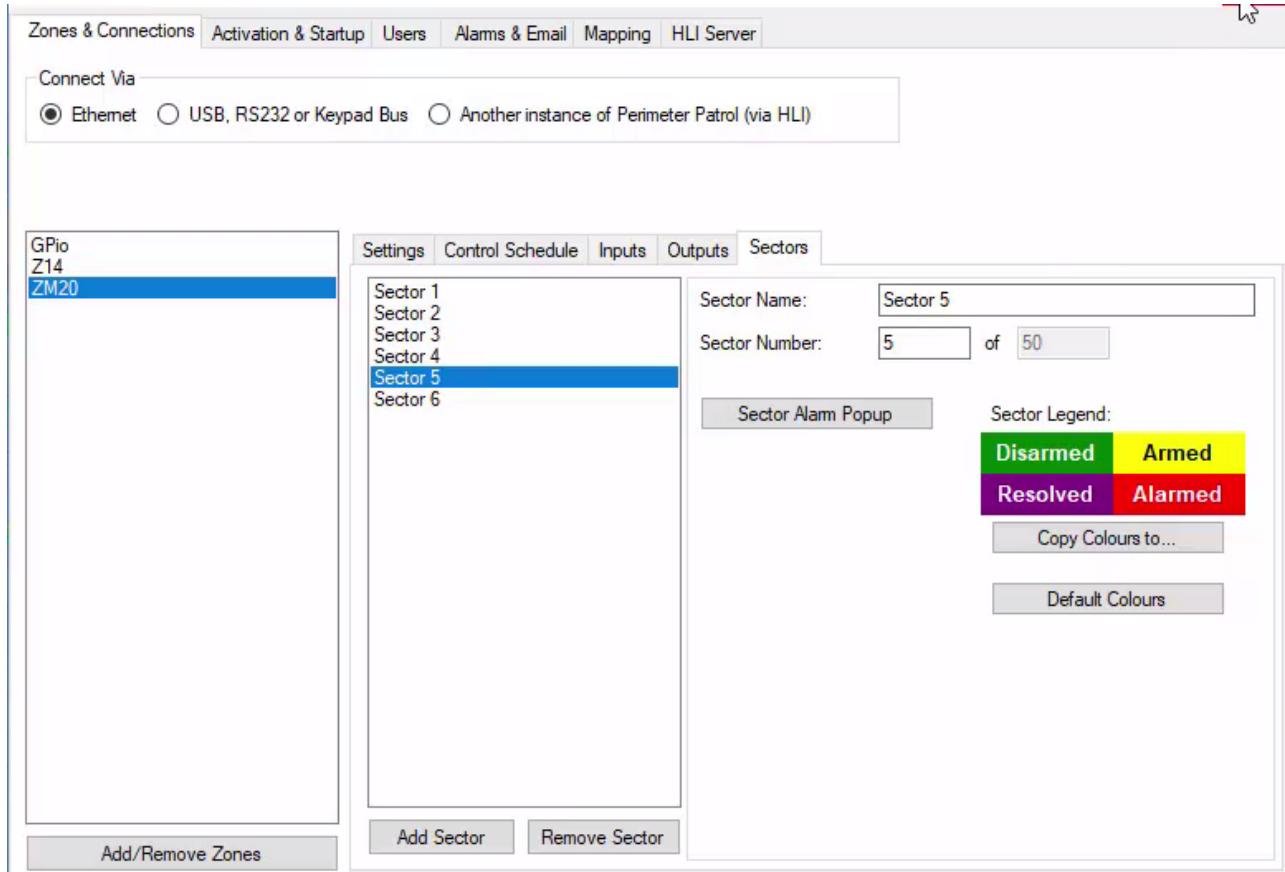 Zones & Connections Activation & Startup Users Alarms & Email Mapping HLI Server
Connect Via
Ethernet USB, RS232 or Keypad Bus Another instance of Perimeter Patrol (via HLI)
GPio
Z14
ZM20
Add/Remove Zones
Settings Control Schedule Inputs Outputs Sectors
Sector 1
Sector 2
Sector 3
Sector 4
Sector 5
Sector 6
Add Sector Remove Sector
Sector Name: Sector 5
Sector Number: 5 of 50
Sector Alarm Popup
Sector Legend:
Disarmed Armed
Resolved Alarmed
Copy Colours to...
Default Colours